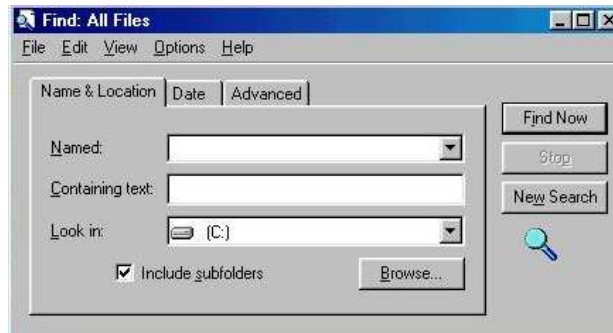 Find: All Files
File Edit View Options Help
Name & Location Date Advanced
Named:
Containing text:
Look in: (C:)
Include subfolders
Browse...
Find Now
Stop
New Search